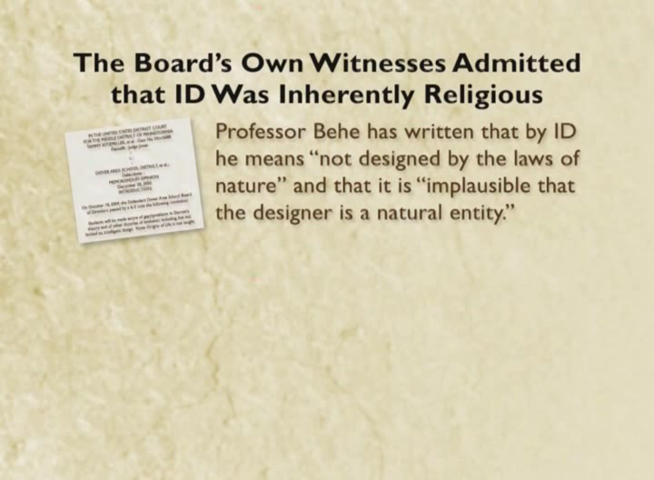 The Board's Own Witnesses Admitted
that ID Was Inherently Religious
IN THE UNITED STATES DISTRICT COURT
FOR THE MIDDLE DISTRICT OF PENNSYLVANIA
DOVER AREA SCHOOL DISTRICT, et al.,
MEMORANDUM OPINION
INTRODUCTION
Professor Behe has written that by ID
he means “not designed by the laws of
nature” and that it is “implausible that
the designer is a natural entity.”